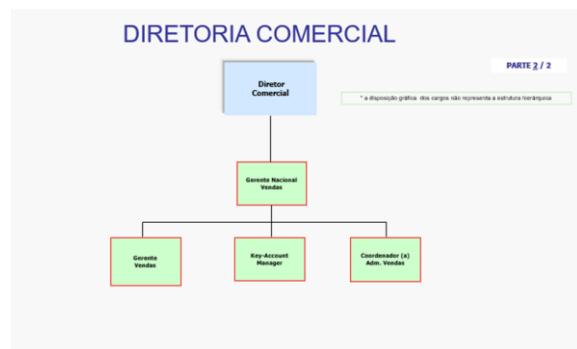 DIRETORIA COMERCIAL
PARTE 2 / 2
Diretor
Comercial
* a disposição gráfica dos cargos não representa a estrutura hierárquica
Gerente Nacional
Vendas
Gerente
Vendas
Key-Account
Manager
Coordenador (a)
Adm. Vendas